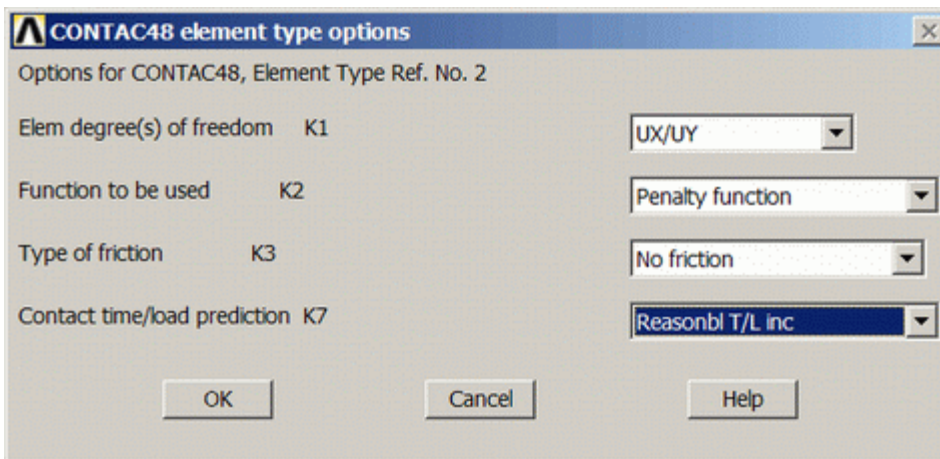 CONTAC48 element type options
Options for CONTAC48, Element Type Ref. No. 2
Elem degree(s) of freedom K1 UX/UY
Function to be used K2 Penalty function
Type of friction K3 No friction
Contact time/load prediction K7 Reasonbl T/L inc
OK Cancel Help